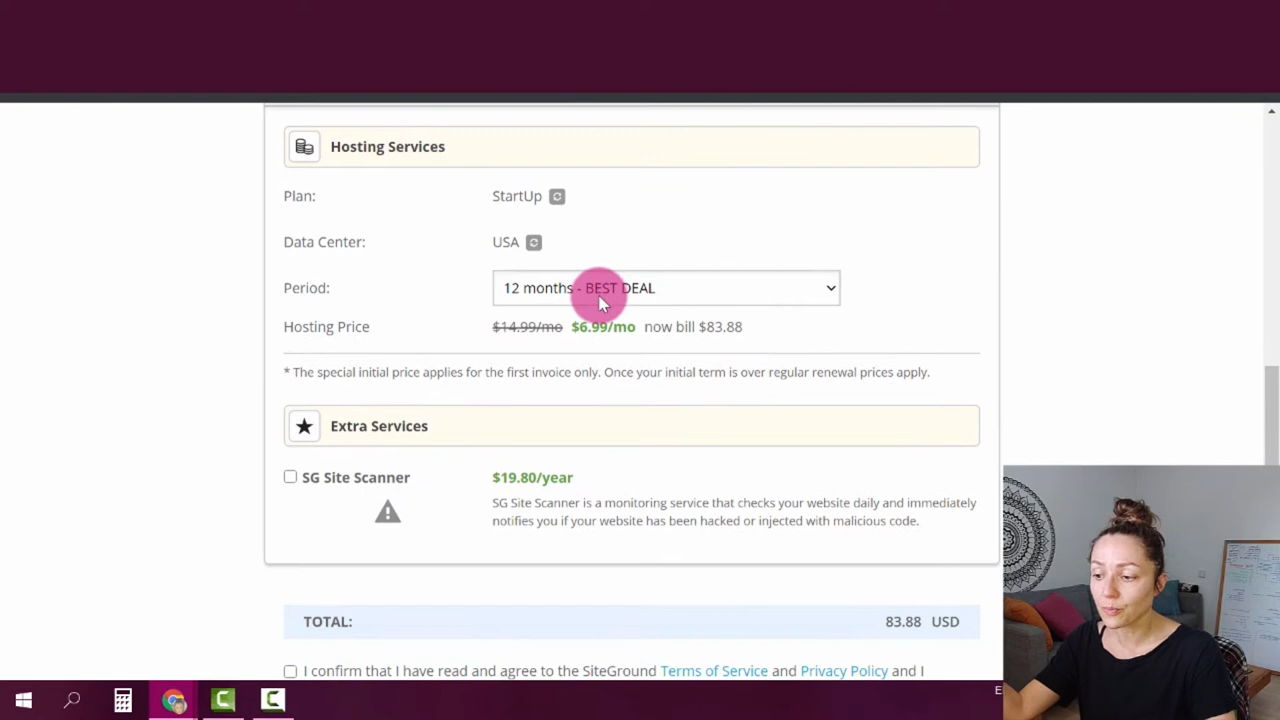 Hosting Services
Plan: StartUp
Data Center: USA
Period: 12 months - BEST DEAL
Hosting Price $14.99/mo $6.99/mo now bill $83.88
* The special initial price applies for the first invoice only. Once your initial term is over regular renewal prices apply.
Extra Services
SG Site Scanner $19.80/year
SG Site Scanner is a monitoring service that checks your website daily and immediately
notifies you if your website has been hacked or injected with malicious code.
TOTAL: 83.88 USD
I confirm that I have read and agree to the SiteGround Terms of Service and Privacy Policy and I